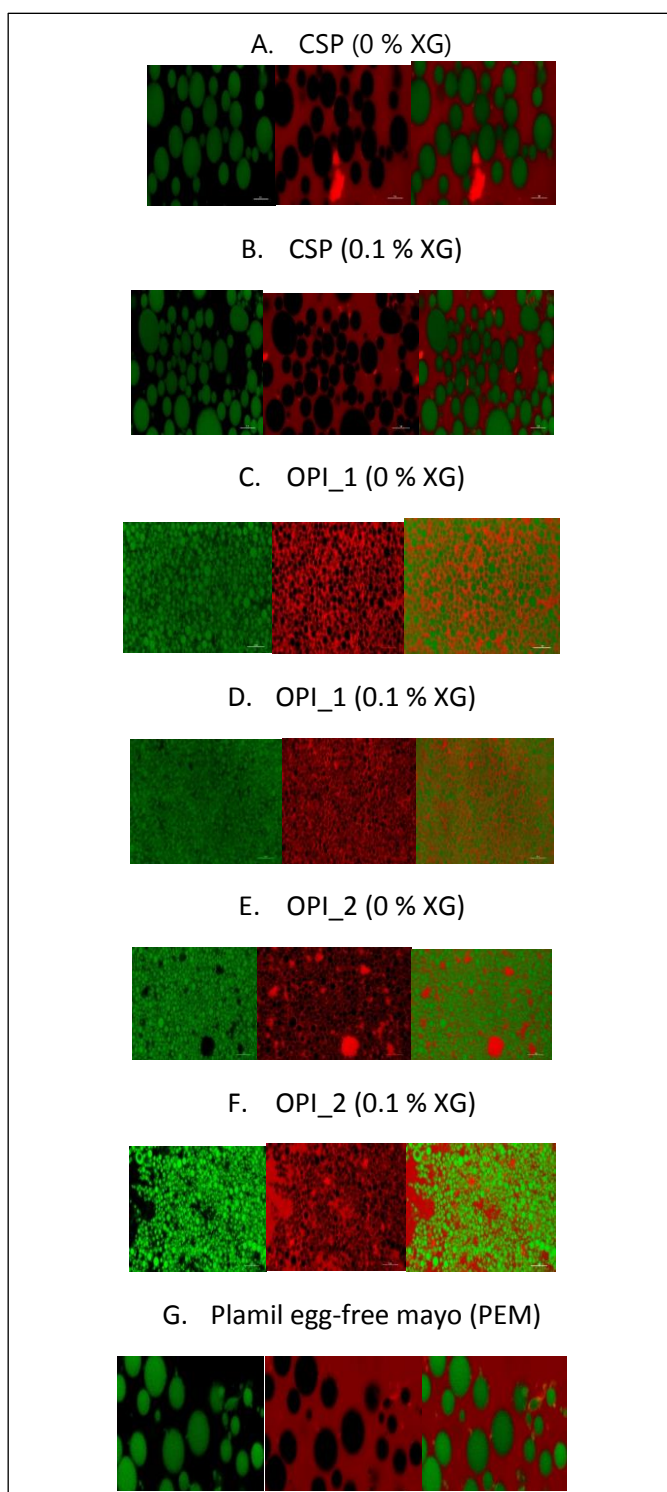 A. CSP (0 % XG)
B. CSP (0.1 % XG)
C. OPI_1 (0 % XG)
D. OPI_1 (0.1 % XG)
E. OPI_2 (0 % XG)
F. OPI_2 (0.1 % XG)
G. Plamil egg-free mayo (PEM)